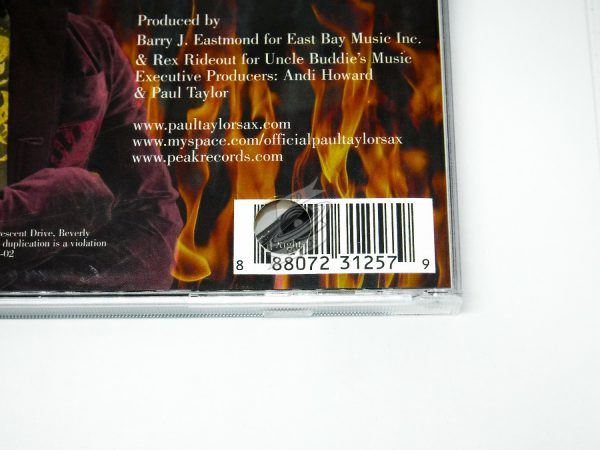 Produced by
Barry J. Eastmond for East Bay Music Inc.
& Rex Rideout for Uncle Buddie's Music
Executive Producers: Andi Howard
& Paul Taylor
www.paultaylorsax.com
www.myspace.com/officialpaultaylorsax
www.peakrecords.com
rescent Drive, Beverly
duplication is a violation
-02
8 88072 31257 9